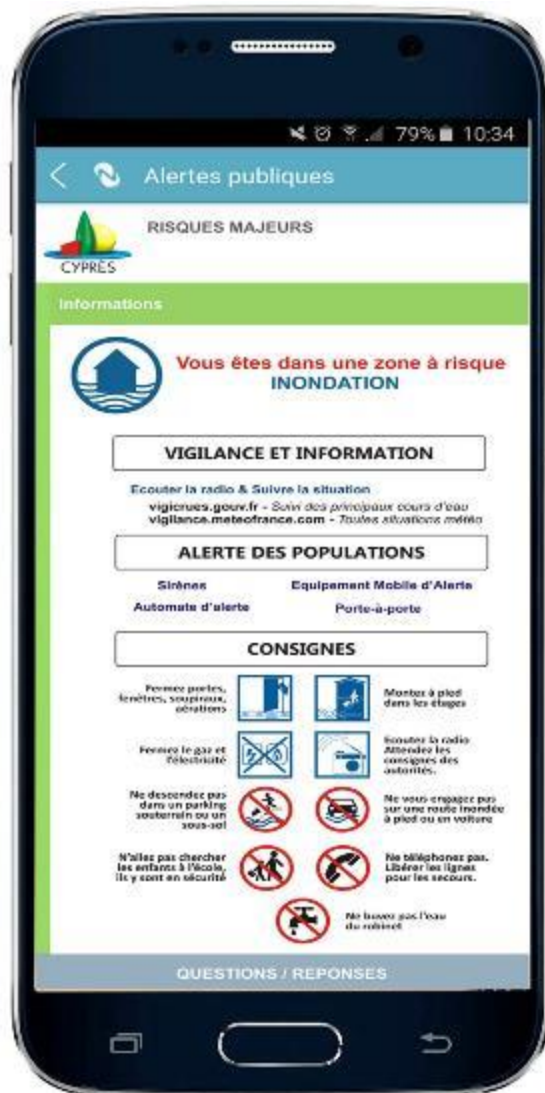 79% 10:34
Alertes publiques
RISQUES MAJEURS
CYPRÈS
Informations
Vous êtes dans une zone à risque
INONDATION
VIGILANCE ET INFORMATION
Ecouter la radio & Suivre la situation
vigicrues.gouv.fr - Suivi des principaux cours d'eau
vigilance.meteofrance.com - Toutes situations météo
ALERTE DES POPULATIONS
Sirènes Equipement Mobile d'Alerte
Automate d'alerte Porte-à-porte
CONSIGNES
Fermez portes,
fenêtres, soupiraux,
aérations
Montez à pied
dans les étages
Fermez le gaz et
l'électricité
Ecoutez la radio
Attendez les
consignes des
autorités.
Ne descendez pas
dans un parking
souterrain ou un
sous-sol
Ne vous engagez pas
sur une route inondée
à pied ou en voiture
N'allez pas chercher
les enfants à l'école,
ils y sont en sécurité
Ne téléphonez pas.
Libérer les lignes
pour les secours.
Ne buvez pas l'eau
du robinet
QUESTIONS / REPONSES